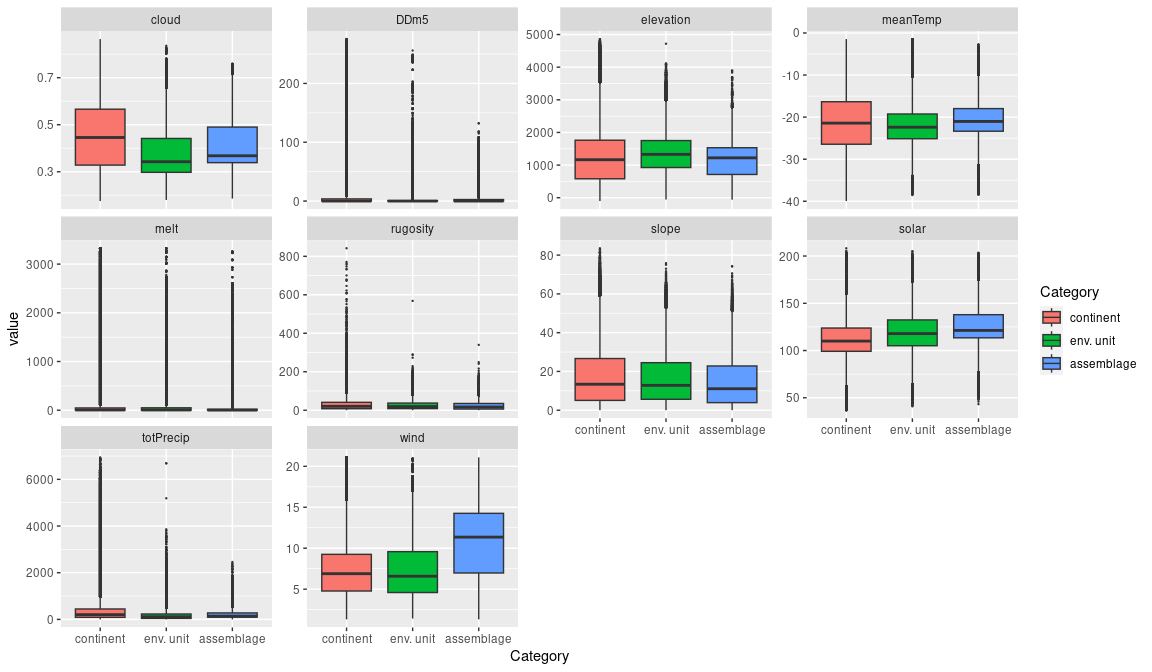 cloud
DDm5
elevation
meanTemp
0.7
0.5
0.3
200
100
0
5000
4000
3000
2000
1000
0
0
-10
-20
-30
-40
melt
rugosity
slope
solar
3000
2000
1000
0
800
600
400
200
0
80
60
40
20
0
200
150
100
50
continent env. unit assemblage
continent env. unit assemblage
totPrecip
wind
6000
4000
2000
0
20
15
10
5
continent env. unit assemblage
continent env. unit assemblage
value
Category
Category
continent
env. unit
assemblage